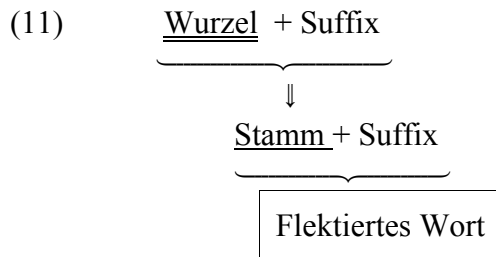 (11) Wurzel + Suffix
⇓
Stamm + Suffix
Flektiertes Wort